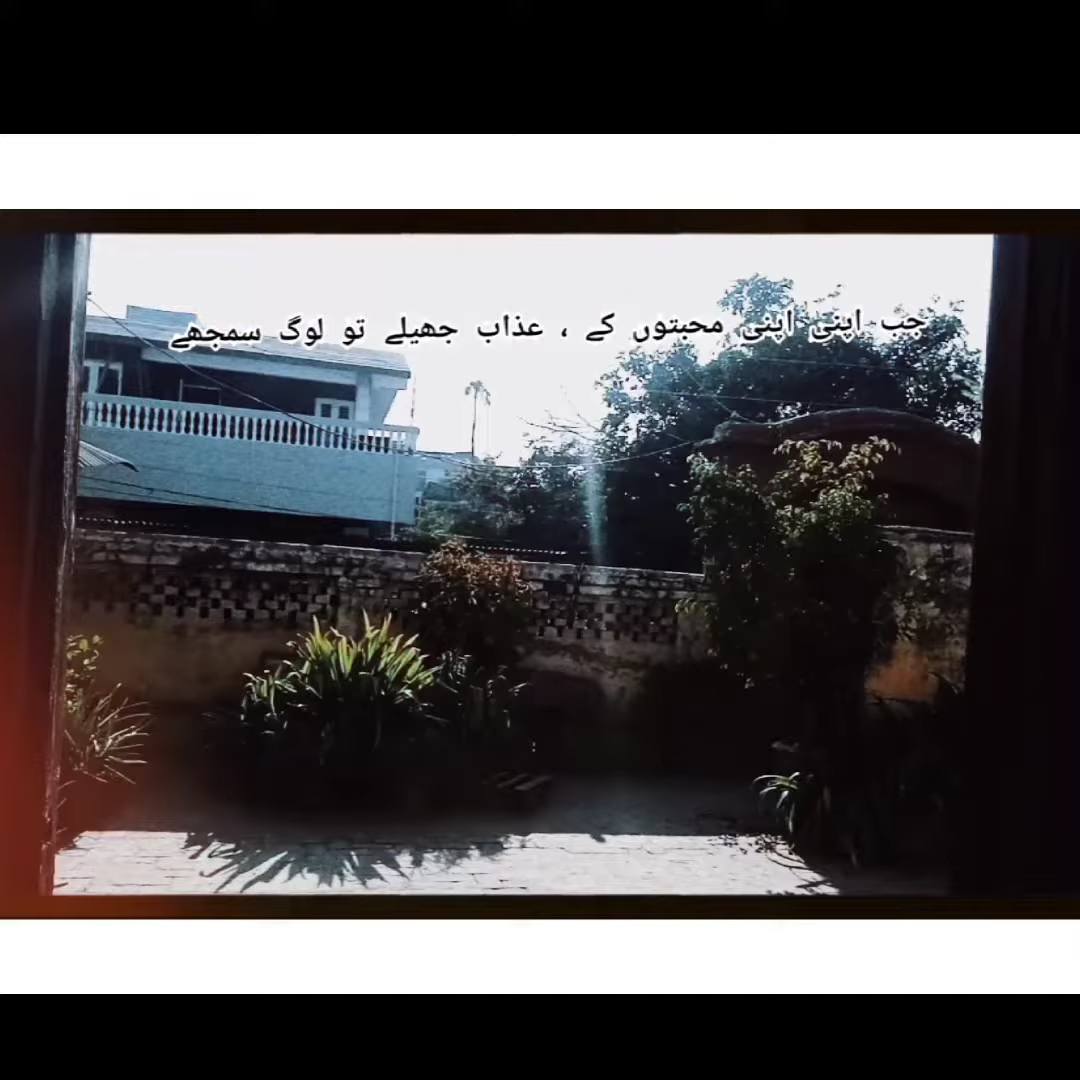 جب اپنی اپنی محبتوں کے ، عذاب جھیلے تو لوگ سمجھے